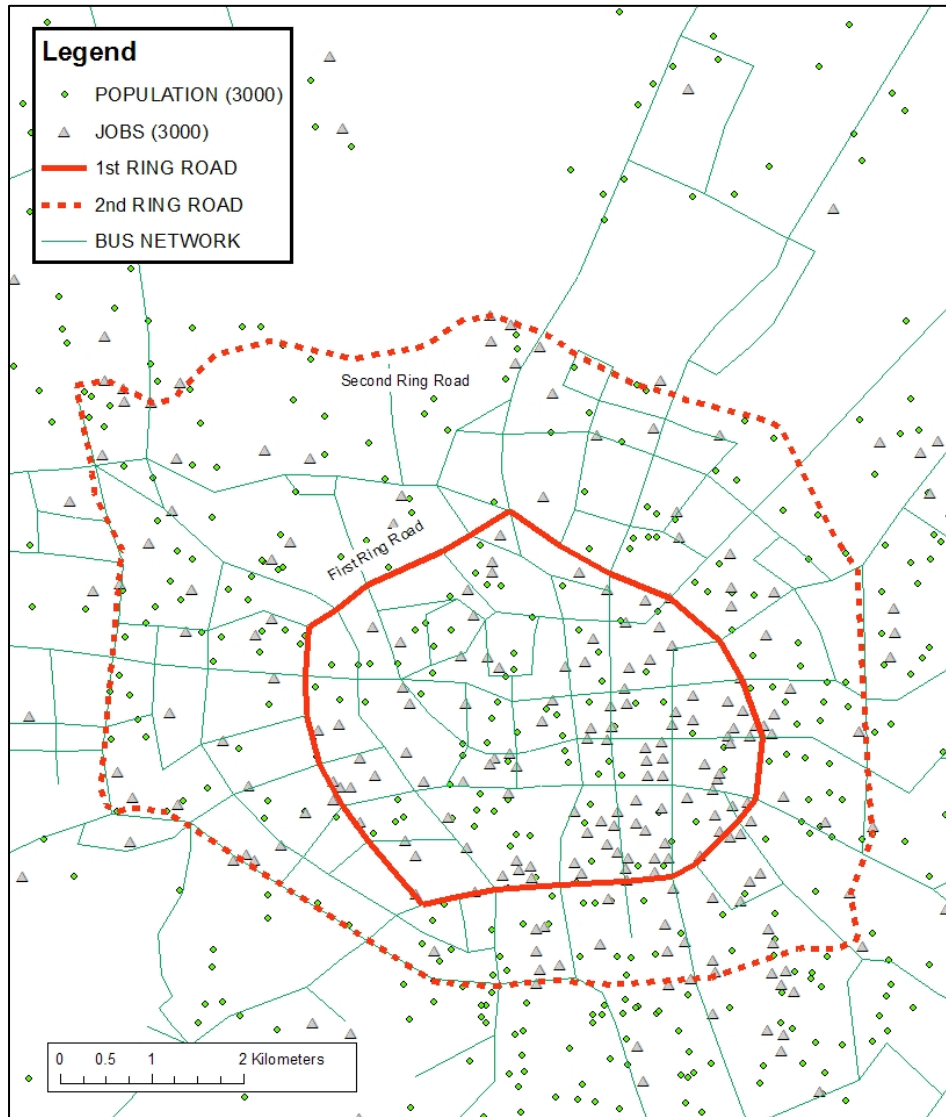 Legend
POPULATION (3000)
JOBS (3000)
1st RING ROAD
2nd RING ROAD
BUS NETWORK
Second Ring Road
First Ring Road
0 0.5 1 2 Kilometers